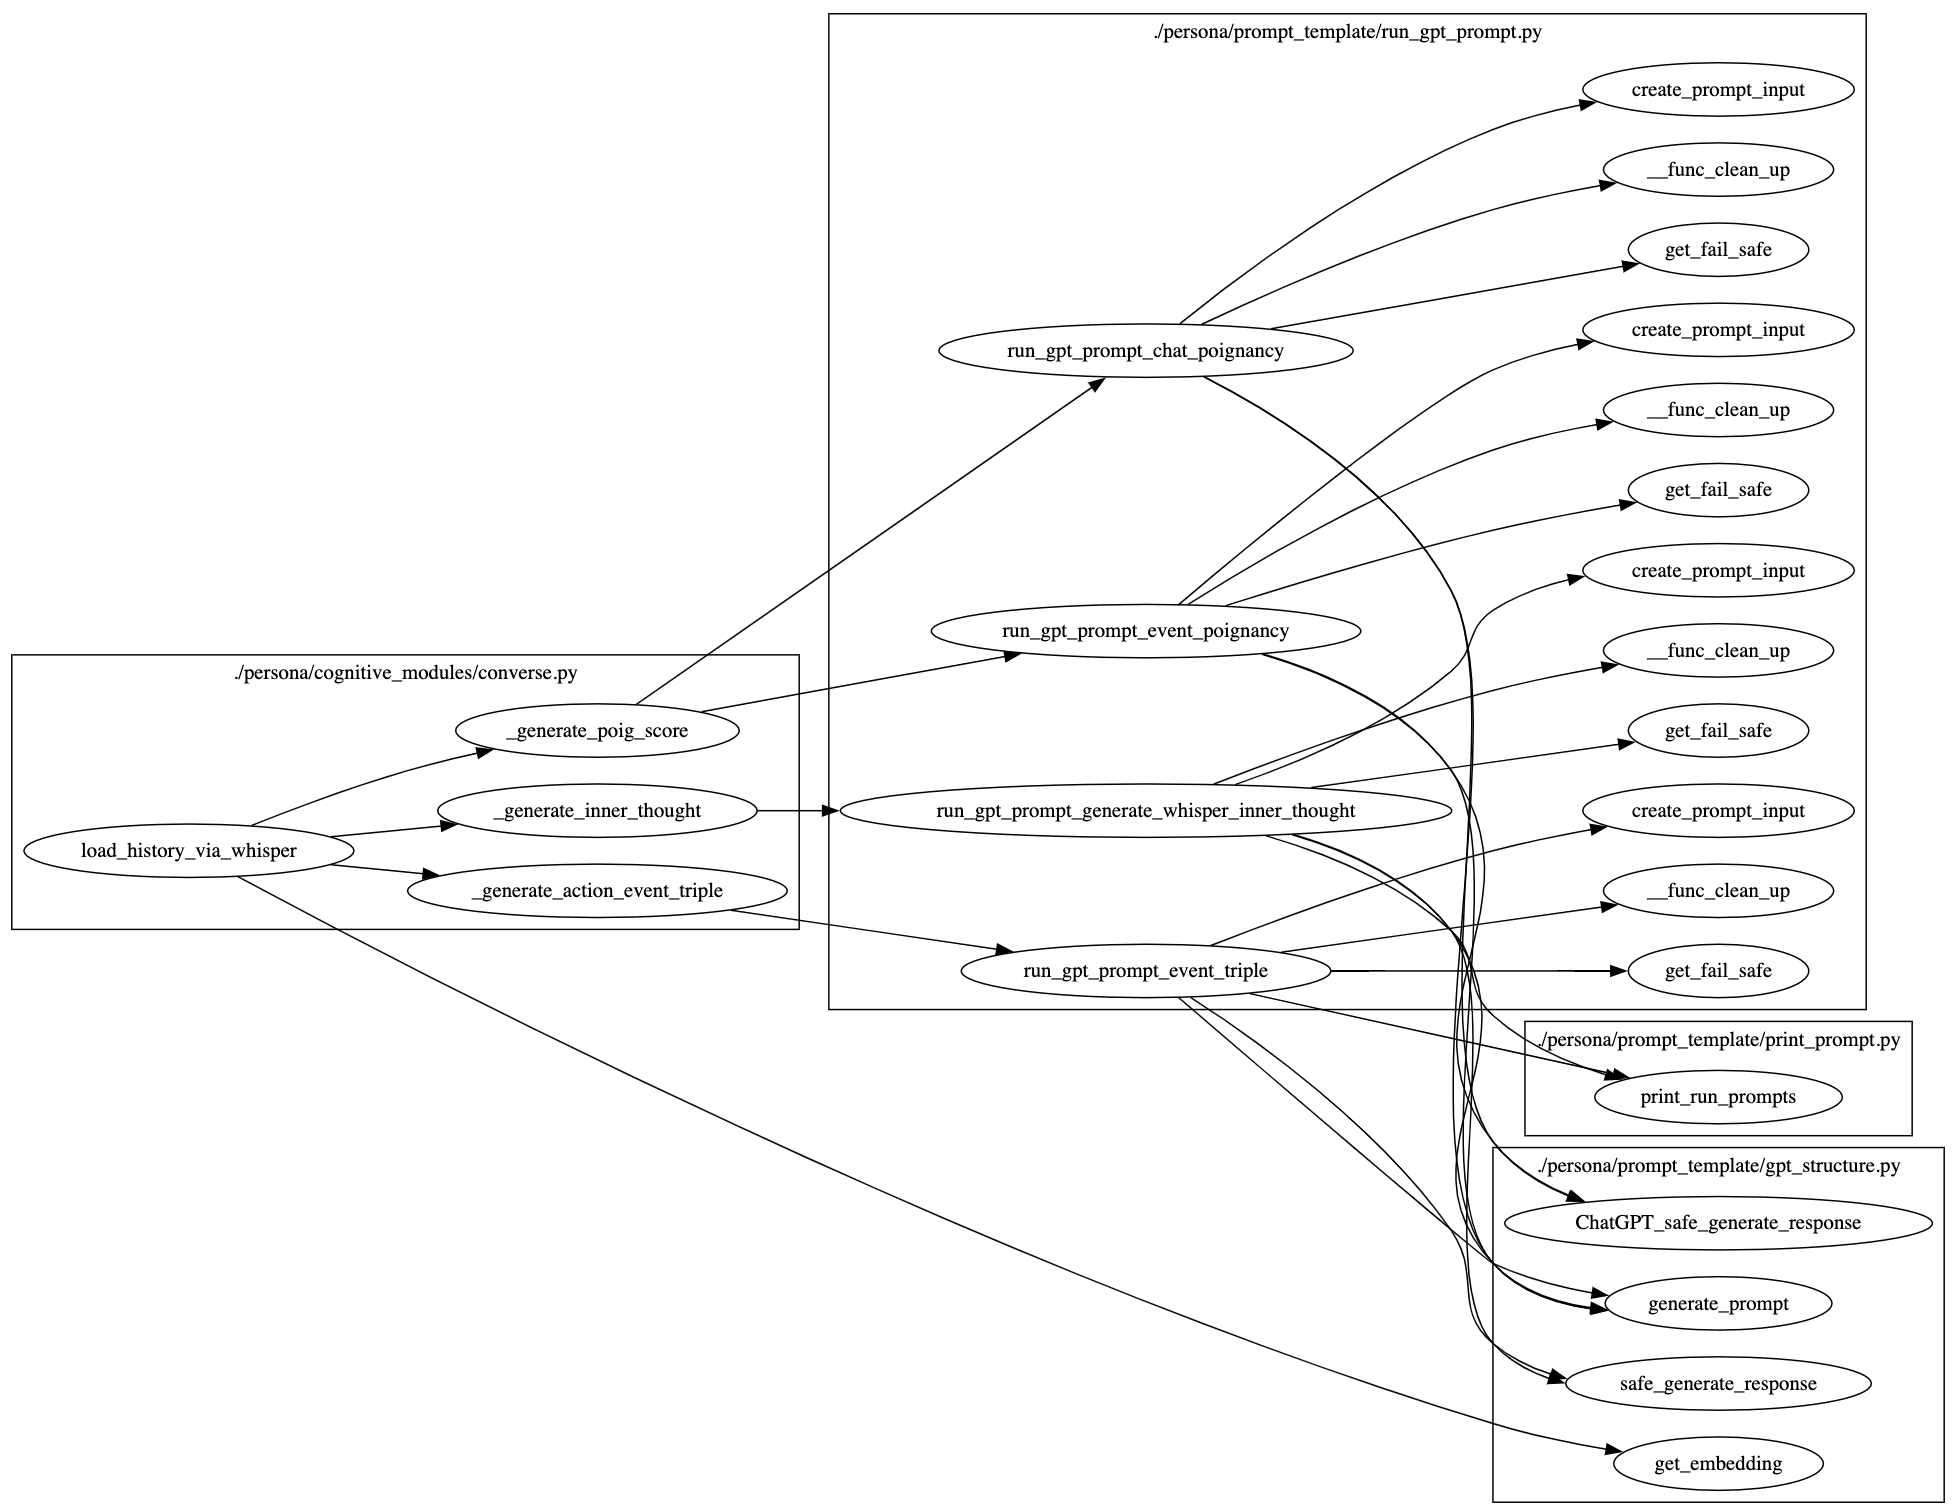 ./persona/prompt_template/run_gpt_prompt.py
create_prompt_input
__func_clean_up
get_fail_safe
create_prompt_input
run_gpt_prompt_chat_poignancy
__func_clean_up
get_fail_safe
create_prompt_input
run_gpt_prompt_event_poignancy
__func_clean_up
./persona/cognitive_modules/converse.py
_generate_poig_score
get_fail_safe
_generate_inner_thought
run_gpt_prompt_generate_whisper_inner_thought
create_prompt_input
load_history_via_whisper
_generate_action_event_triple
__func_clean_up
run_gpt_prompt_event_triple
get_fail_safe
./persona/prompt_template/print_prompt.py
print_run_prompts
./persona/prompt_template/gpt_structure.py
ChatGPT_safe_generate_response
generate_prompt
safe_generate_response
get_embedding